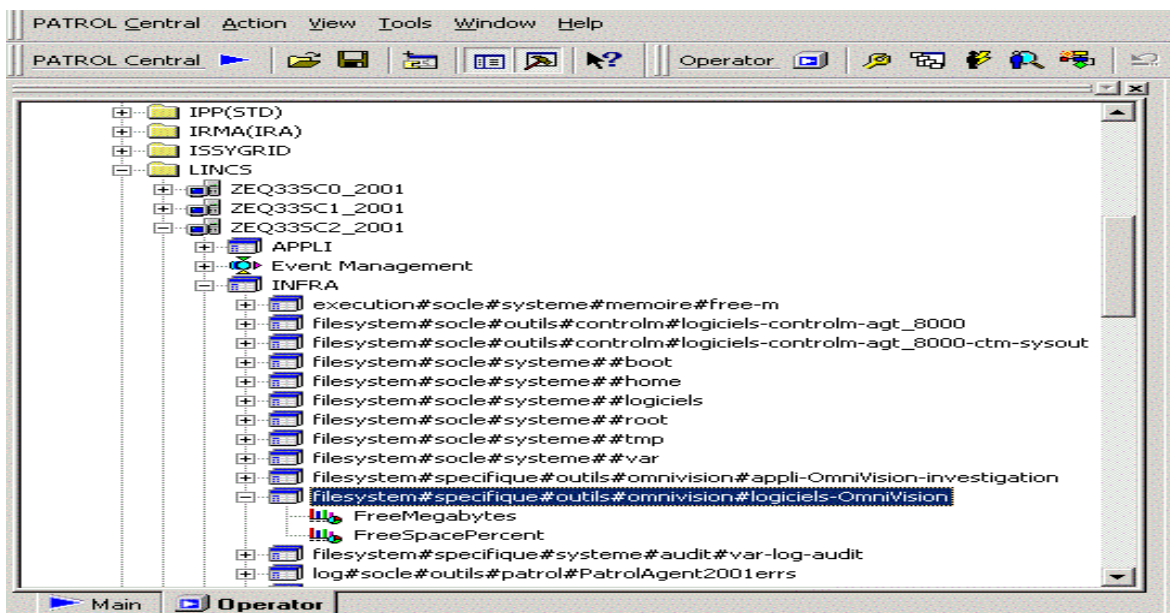 PATROL Central Action View Tools Window Help
PATROL Central Operator
IPP(STD)
IRMA(IRA)
ISSYGRID
LINCS
ZEQ33SC0_2001
ZEQ33SC1_2001
ZEQ33SC2_2001
APPLI
Event Management
INFRA
execution#socle#systeme#memoire#free-m
filesystem#socle#outils#controlm#logiciels-controlm-agt_8000
filesystem#socle#outils#controlm#logiciels-controlm-agt_8000-ctm-sysout
filesystem#socle#systeme##boot
filesystem#socle#systeme##home
filesystem#socle#systeme##logiciels
filesystem#socle#systeme##root
filesystem#socle#systeme##tmp
filesystem#socle#systeme##var
filesystem#specifique#outils#omnivision#appli-OmniVision-investigation
filesystem#specifique#outils#omnivision#logiciels-OmniVision
FreeMegabytes
FreeSpacePercent
filesystem#specifique#systeme#audit#var-log-audit
log#socle#outils#patrol#PatrolAgent2001errs
Main Operator